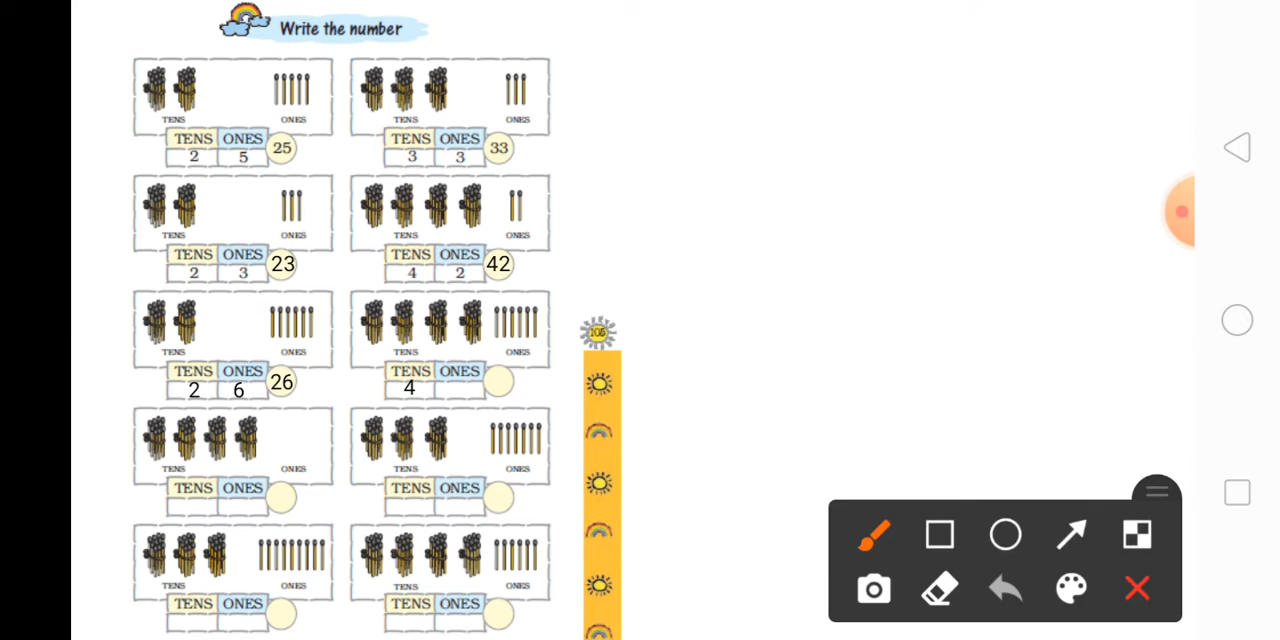 Write the number
TENS ONES TENS ONES
TENS ONES 25 TENS ONES 33
2 5 3 3
TENS ONES TENS ONES
TENS ONES 23 TENS ONES 42
2 3 4 2
TENS ONES TENS ONES
TENS ONES 26 TENS ONES
2 6 4
105
TENS ONES TENS ONES
TENS ONES TENS ONES
TENS ONES TENS ONES
TENS ONES TENS ONES